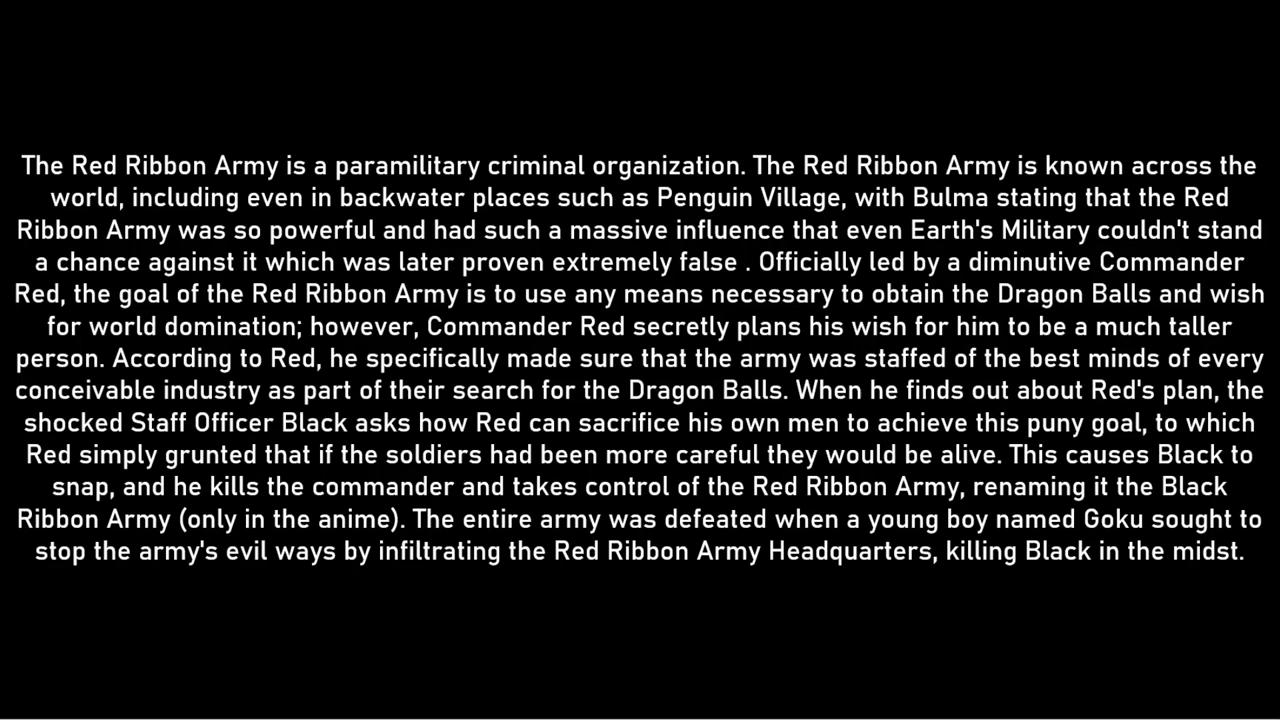 The Red Ribbon Army is a paramilitary criminal organization. The Red Ribbon Army is known across the
world, including even in backwater places such as Penguin Village, with Bulma stating that the Red
Ribbon Army was so powerful and had such a massive influence that even Earth's Military couldn't stand
a chance against it which was later proven extremely false . Officially led by a diminutive Commander
Red, the goal of the Red Ribbon Army is to use any means necessary to obtain the Dragon Balls and wish
for world domination; however, Commander Red secretly plans his wish for him to be a much taller
person. According to Red, he specifically made sure that the army was staffed of the best minds of every
conceivable industry as part of their search for the Dragon Balls. When he finds out about Red's plan, the
shocked Staff Officer Black asks how Red can sacrifice his own men to achieve this puny goal, to which
Red simply grunted that if the soldiers had been more careful they would be alive. This causes Black to
snap, and he kills the commander and takes control of the Red Ribbon Army, renaming it the Black
Ribbon Army (only in the anime). The entire army was defeated when a young boy named Goku sought to
stop the army's evil ways by infiltrating the Red Ribbon Army Headquarters, killing Black in the midst.